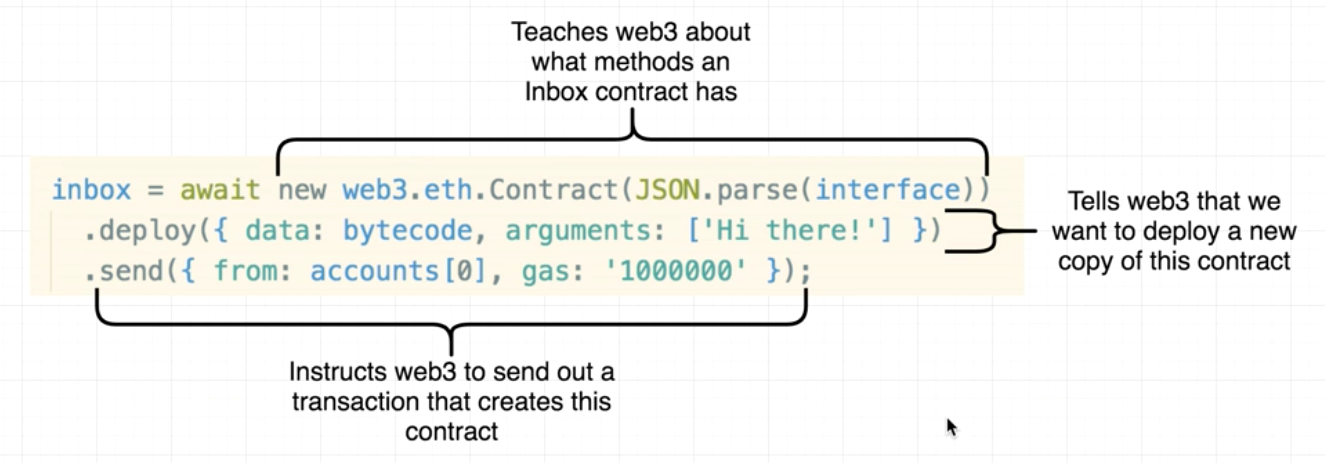 Teaches web3 about
what methods an
Inbox contract has
inbox = await new web3.eth.Contract(JSON.parse(interface))
.deploy({ data: bytecode, arguments: ['Hi there!'] })
.send({ from: accounts[0], gas: '1000000' });
Tells web3 that we
want to deploy a new
copy of this contract
Instructs web3 to send out a
transaction that creates this
contract